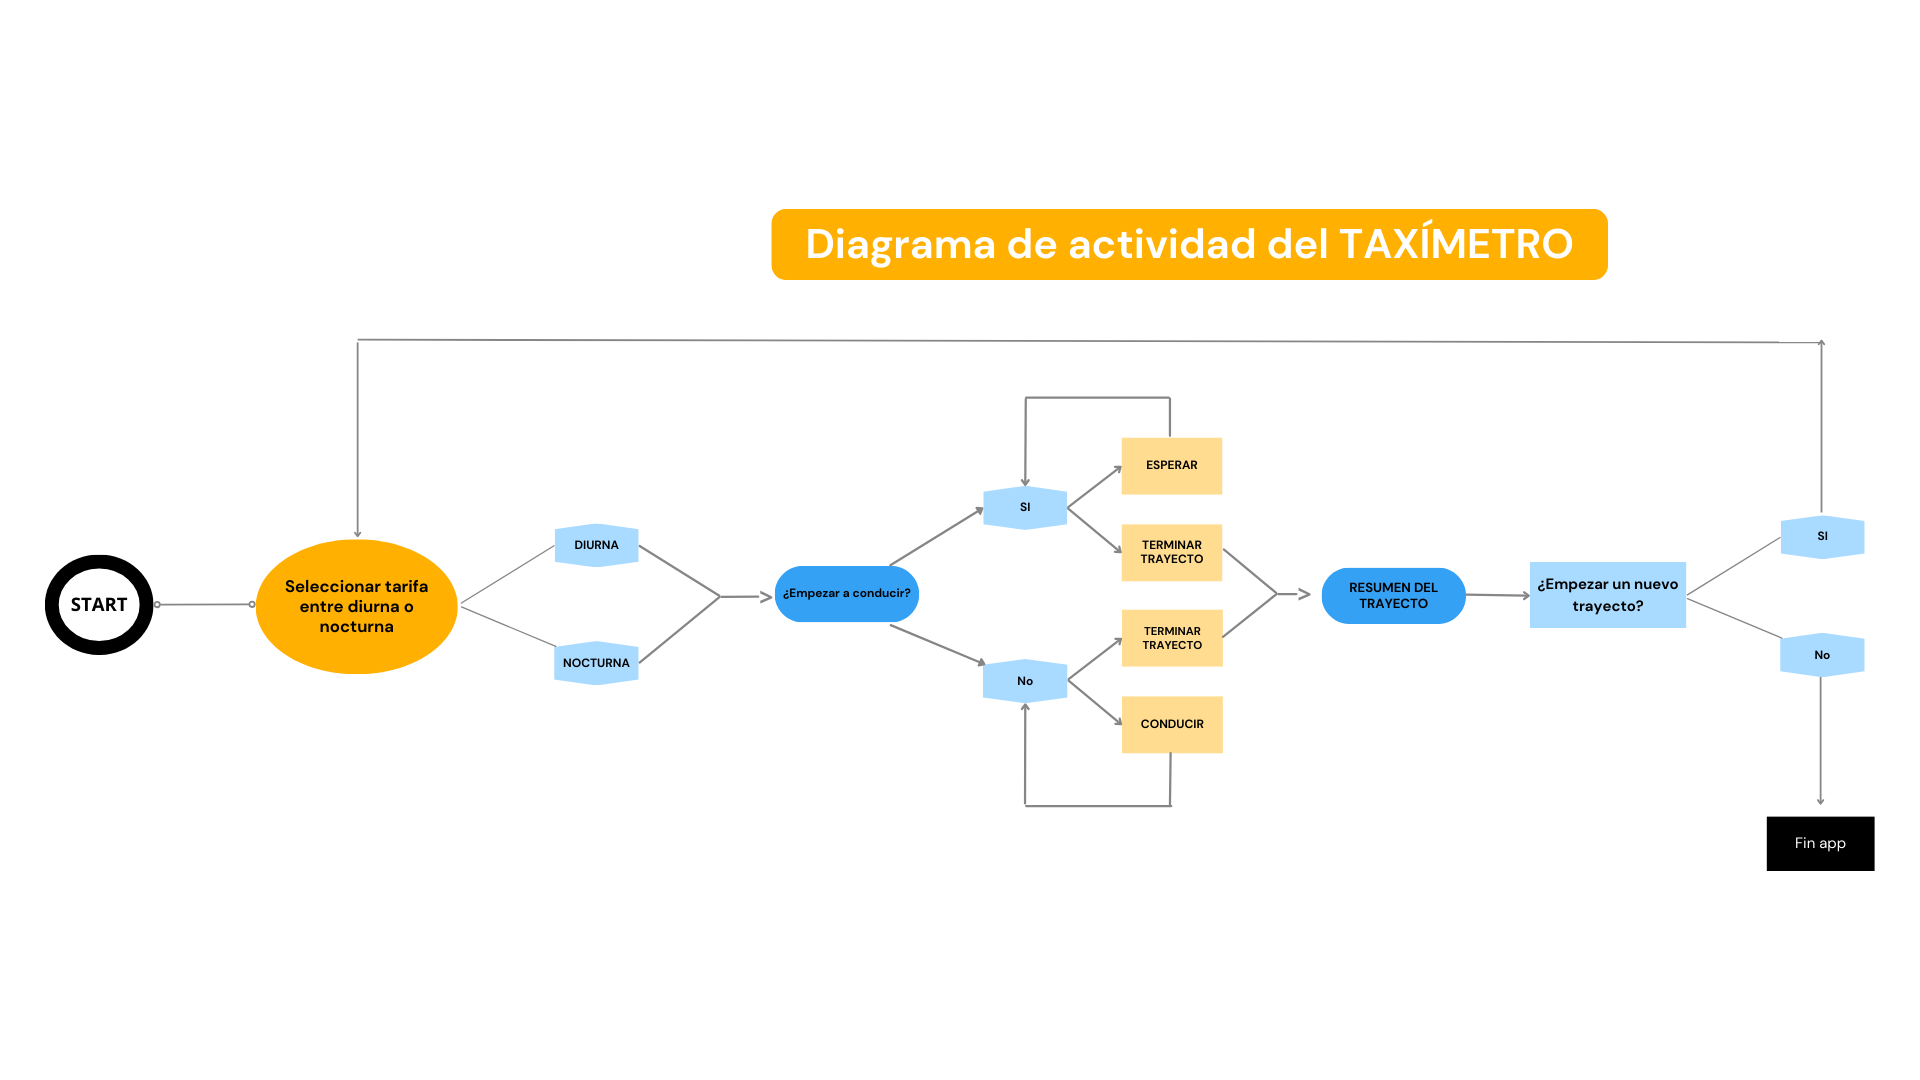 Diagrama de actividad del TAXÍMETRO
START
Seleccionar tarifa
entre diurna o
nocturna
DIURNA
NOCTURNA
¿Empezar a conducir?
SI
No
ESPERAR
TERMINAR
TRAYECTO
TERMINAR
TRAYECTO
CONDUCIR
RESUMEN DEL
TRAYECTO
¿Empezar un nuevo
trayecto?
SI
No
Fin app